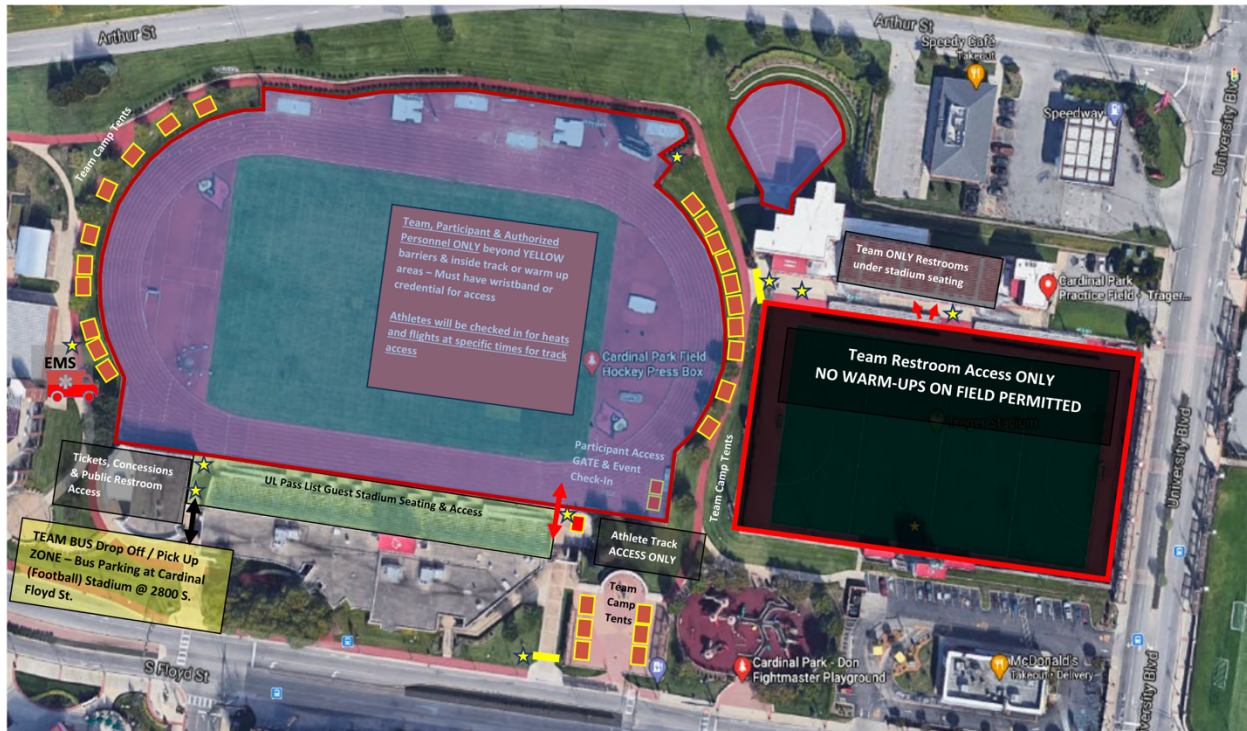 Arthur St
Arthur St
Speedy Café
Takeout
Speedway
University Blvd
Team Camp Tents
Team, Participant & Authorized
Personnel ONLY beyond YELLOW
barriers & inside track or warm up
areas – Must have wristband or
credential for access
Athletes will be checked in for heats
and flights at specific times for track
access
Team ONLY Restrooms
under stadium seating
Cardinal Park
Practice Field - Trager...
EMS
Cardinal Park Field
Hockey Press Box
Team Restroom Access ONLY
NO WARM-UPS ON FIELD PERMITTED
Tickets, Concessions
& Public Restroom
Access
UL Pass List Guest Stadium Seating & Access
Participant Access
GATE & Event
Check-In
Team Camp Tents
University Blvd
TEAM BUS Drop Off / Pick Up
ZONE – Bus Parking at Cardinal
(Football) Stadium @ 2800 S.
Floyd St.
Athlete Track
ACCESS ONLY
Team
Camp
Tents
S Floyd St
Cardinal Park - Don
Fightmaster Playground
McDonald's
Takeout • Delivery
University Blvd